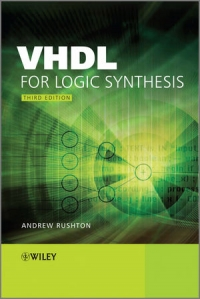 VHDL
FOR LOGIC SYNTHESIS
THIRD EDITION
ANDREW RUSHTON
WILEY